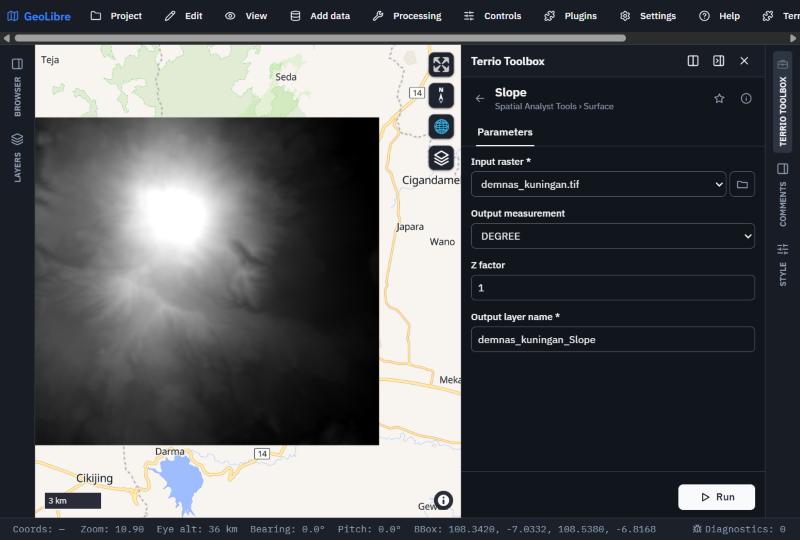 GeoLibre Project Edit View Add data Processing Controls Plugins Settings Help Terr
BROWSER
LAYERS
Teja
Seda
14
Cigandame
Japara
Wano
Meka
Darma
14
Cikijing
Gew
3 km
N
Terrio Toolbox
Slope
Spatial Analyst Tools › Surface
Parameters
Input raster *
demnas_kuningan.tif
Output measurement
DEGREE
Z factor
1
Output layer name *
demnas_kuningan_Slope
Run
TERRIO TOOLBOX
COMMENTS
STYLE
Coords: — Zoom: 10.90 Eye alt: 36 km Bearing: 0.0° Pitch: 0.0° BBox: 108.3420, -7.0332, 108.5380, -6.8168 Diagnostics: 0